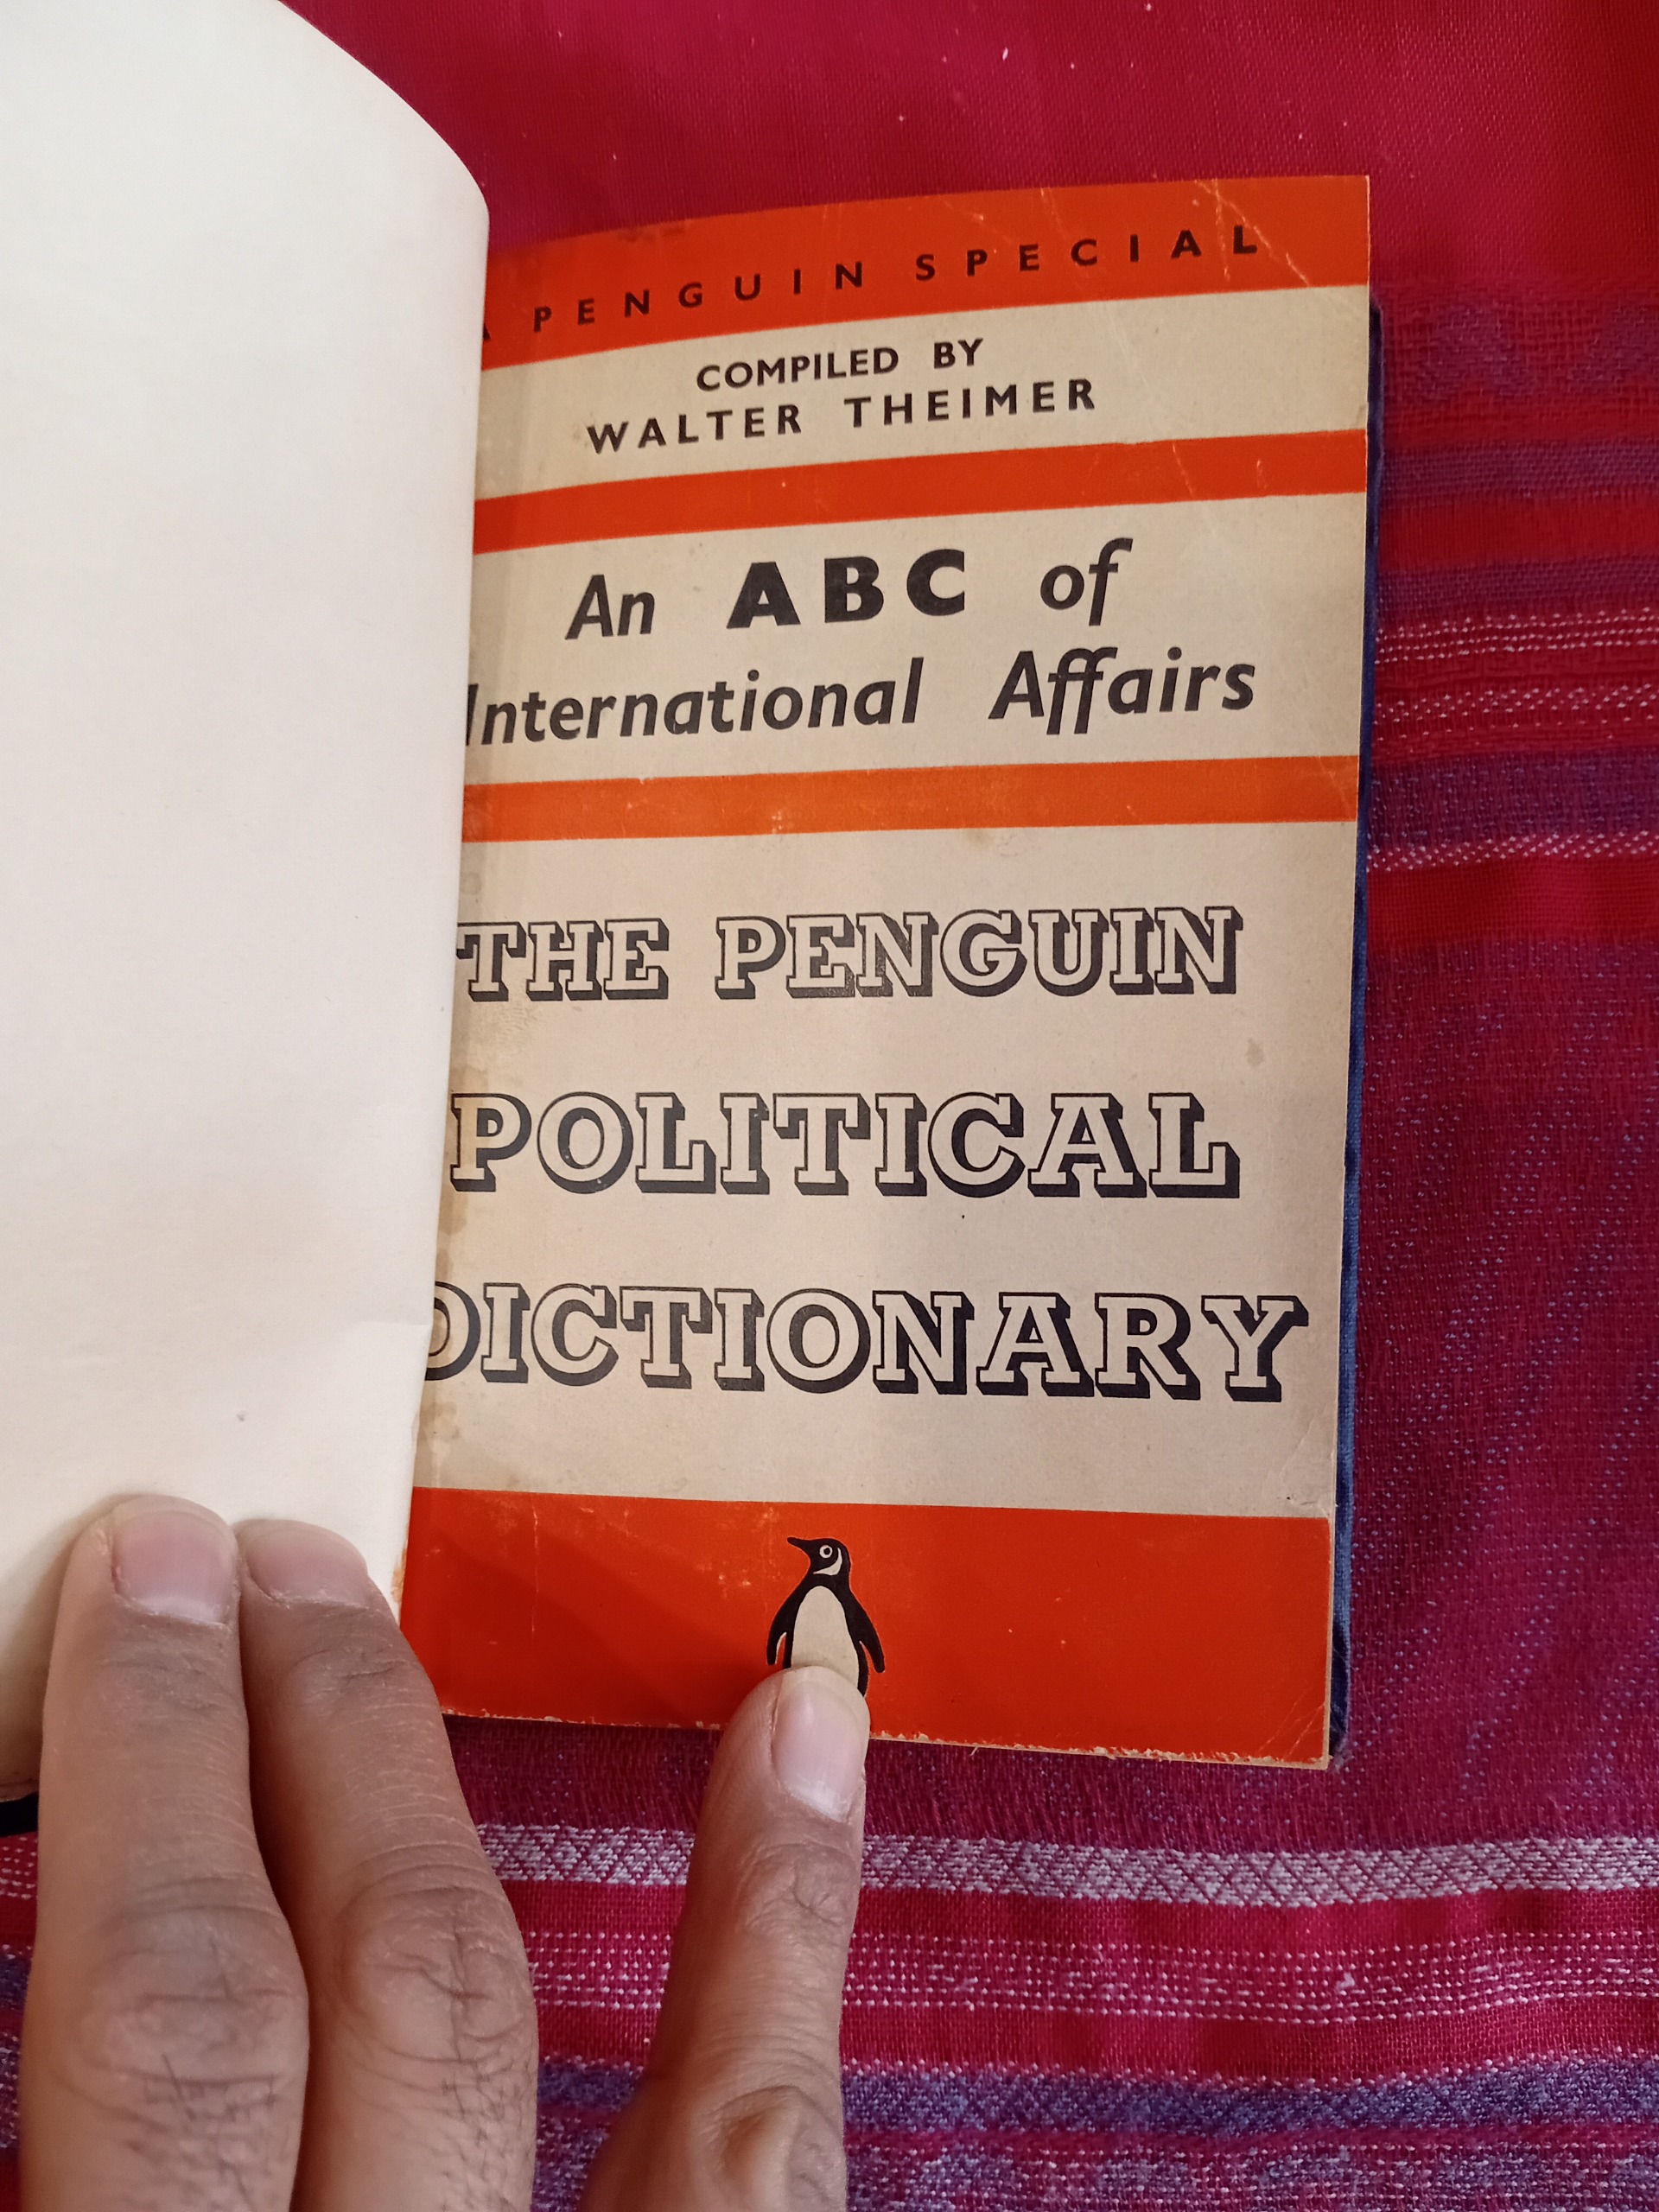 A PENGUIN SPECIAL
COMPILED BY
WALTER THEIMER
An ABC of
International Affairs
THE PENGUIN
POLITICAL
DICTIONARY